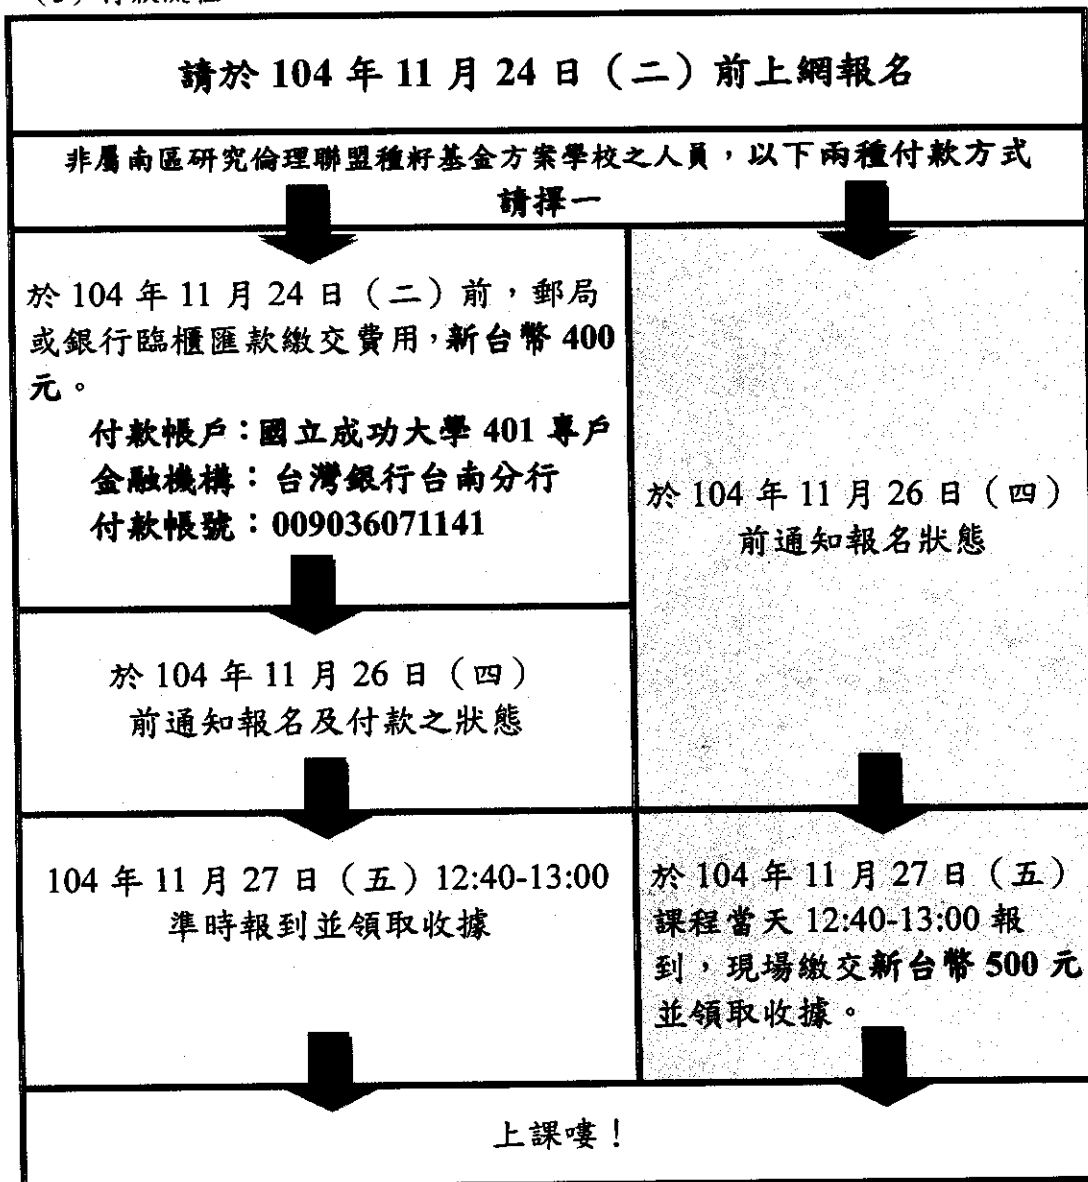 請於 104 年 11 月 24 日（二）前上網報名
非屬南區研究倫理聯盟種籽基金方案學校之人員，以下兩種付款方式
請擇一
於 104 年 11 月 24 日（二）前，郵局
或銀行臨櫃匯款繳交費用，新台幣 400
元。
付款帳戶：國立成功大學 401 專戶
金融機構：台灣銀行台南分行
付款帳號：009036071141
於 104 年 11 月 26 日（四）
前通知報名及付款之狀態
104 年 11 月 27 日（五）12:40-13:00
準時報到並領取收據
於 104 年 11 月 26 日（四）
前通知報名狀態
於 104 年 11 月 27 日（五）
課程當天 12:40-13:00 報
到，現場繳交新台幣 500 元
並領取收據。
上課嘍！